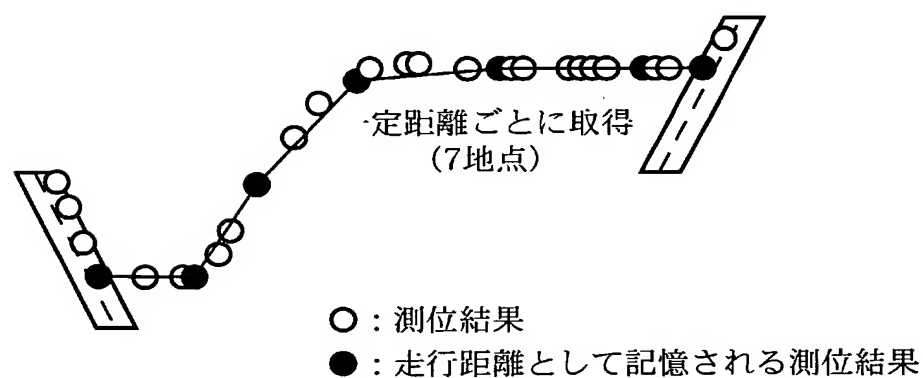 一定距離ごとに取得
(7地点)
○：測位結果
●：走行距離として記憶される測位結果